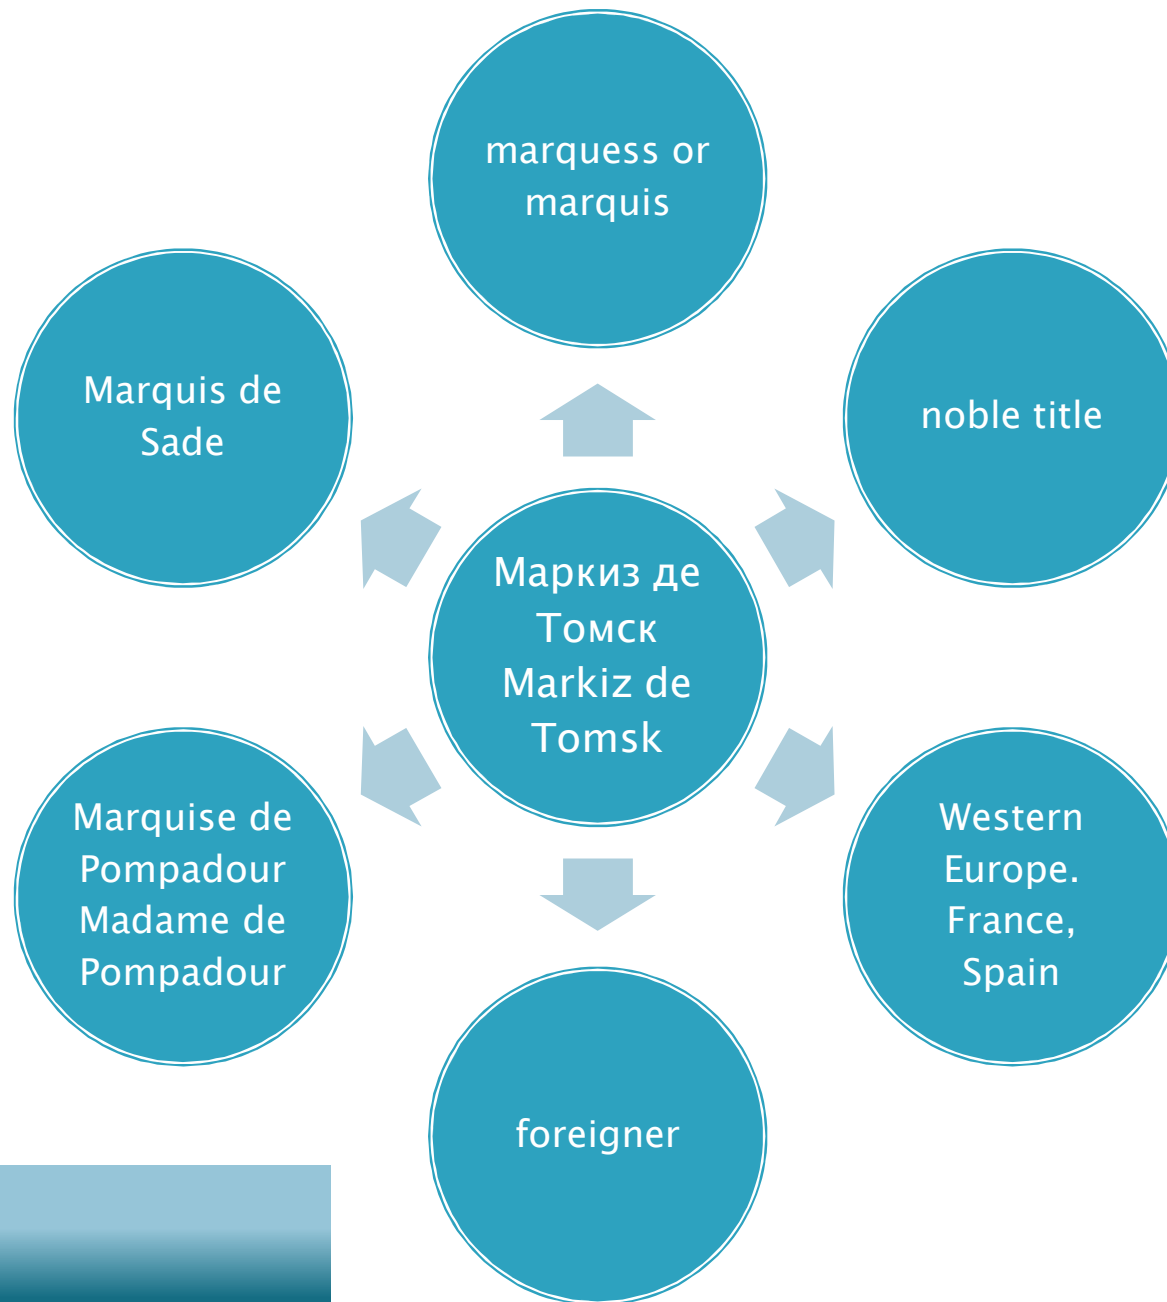 marquess or
marquis
Marquis de
Sade
noble title
Маркиз де
Томск
Markiz de
Tomsk
Marquise de
Pompadour
Madame de
Pompadour
Western
Europe.
France,
Spain
foreigner